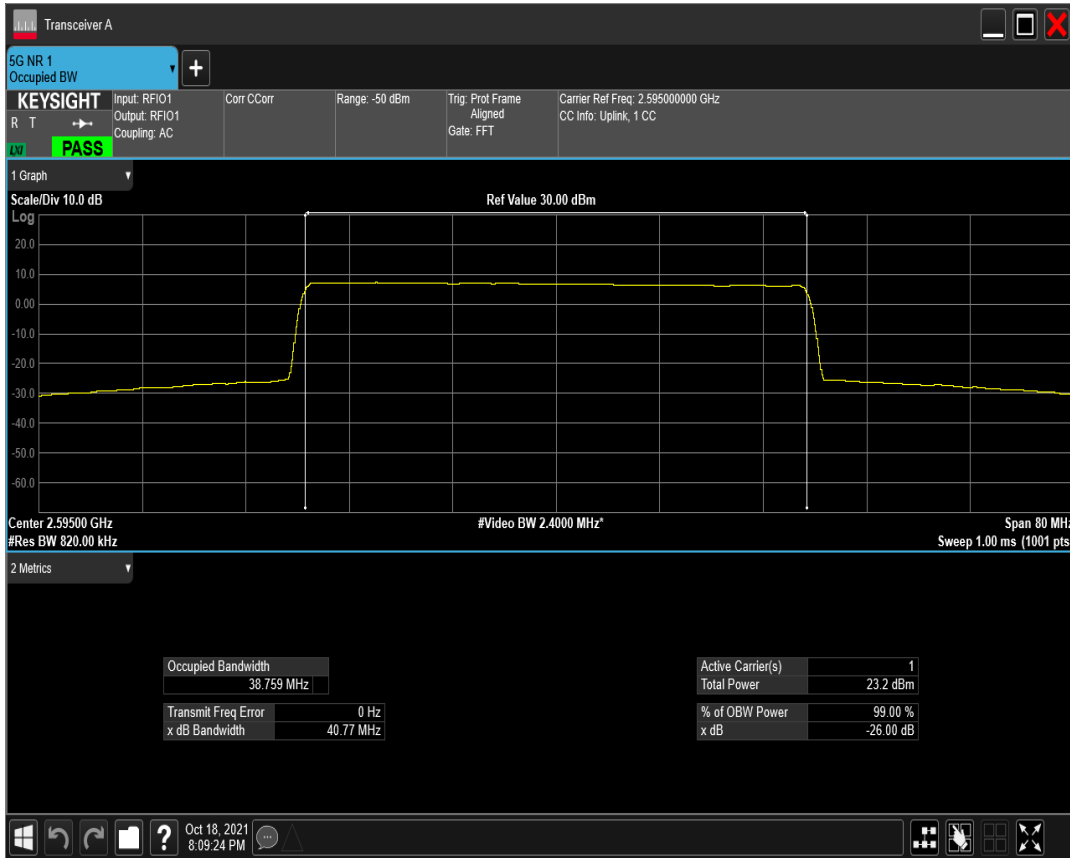 Transceiver A
5G NR 1
Occupied BW
KEYSIGHT
R T
LXI
PASS
Input: RFIO1
Output: RFIO1
Coupling: AC
Corr CCorr
Range: -50 dBm
Trig: Prot Frame
Aligned
Gate: FFT
Carrier Ref Freq: 2.595000000 GHz
CC Info: Uplink, 1 CC
1 Graph
Scale/Div 10.0 dB
Ref Value 30.00 dBm
Log
20.0
10.0
0.00
-10.0
-20.0
-30.0
-40.0
-50.0
-60.0
Center 2.59500 GHz
#Video BW 2.4000 MHz*
Span 80 MHz
#Res BW 820.00 kHz
Sweep 1.00 ms (1001 pts
2 Metrics
Occupied Bandwidth
38.759 MHz
Transmit Freq Error 0 Hz
x dB Bandwidth 40.77 MHz
Active Carrier(s) 1
Total Power 23.2 dBm
% of OBW Power 99.00 %
x dB -26.00 dB
?
Oct 18, 2021
8:09:24 PM